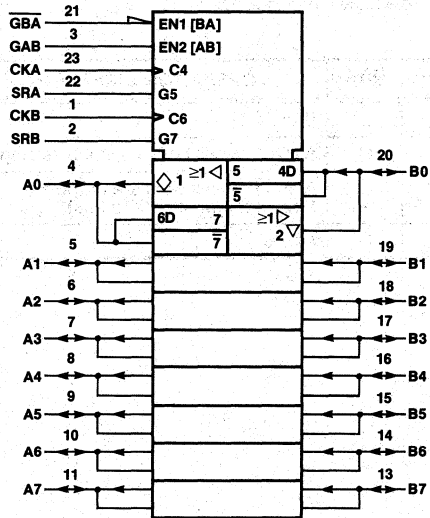 21
G̅B̅A̅ EN1 [BA]
3
GAB EN2 [AB]
23
CKA C4
22
SRA G5
1
CKB C6
2
SRB G7
4 ≥1 ◁ 5 4D 20
A0 ◇ 1 5̅ B0
6D 7 ≥1 ▷
7̅ 2 ▽
5 19
A1 B1
6 18
A2 B2
7 17
A3 B3
8 16
A4 B4
9 15
A5 B5
10 14
A6 B6
11 13
A7 B7